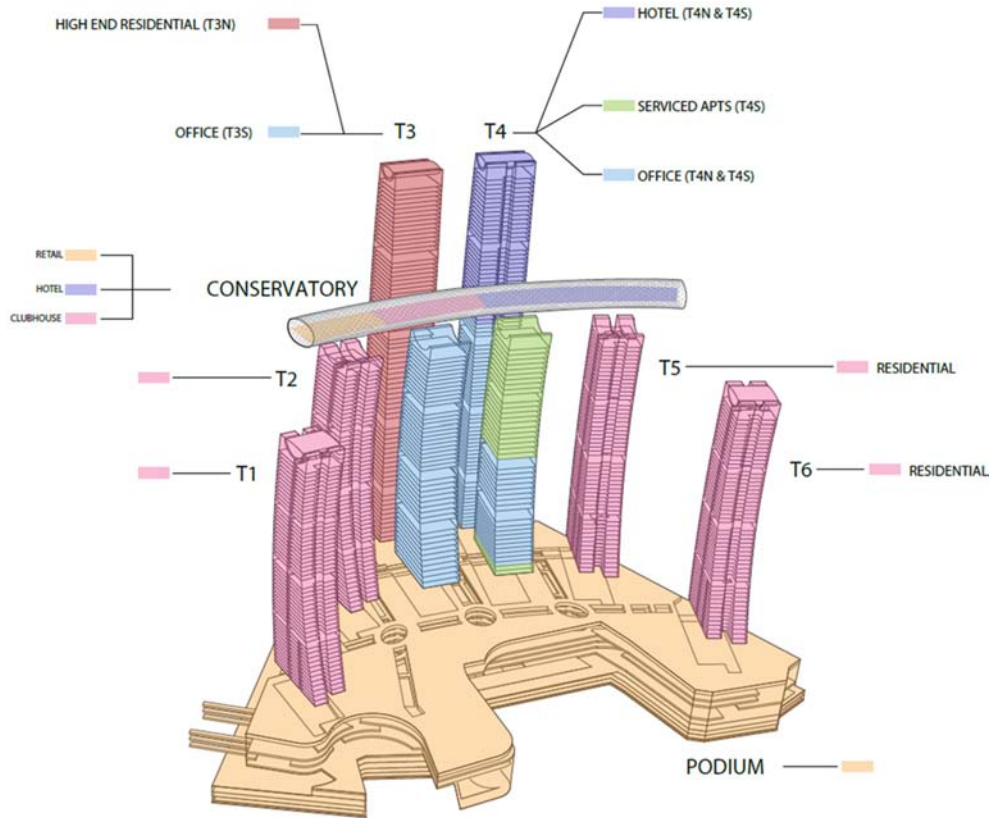 HIGH END RESIDENTIAL (T3N)
HOTEL (T4N & T4S)
OFFICE (T3S)
T3
T4
SERVICED APTS (T4S)
OFFICE (T4N & T4S)
RETAIL
HOTEL
CLUBHOUSE
CONSERVATORY
T2
T5
RESIDENTIAL
T1
T6
RESIDENTIAL
PODIUM